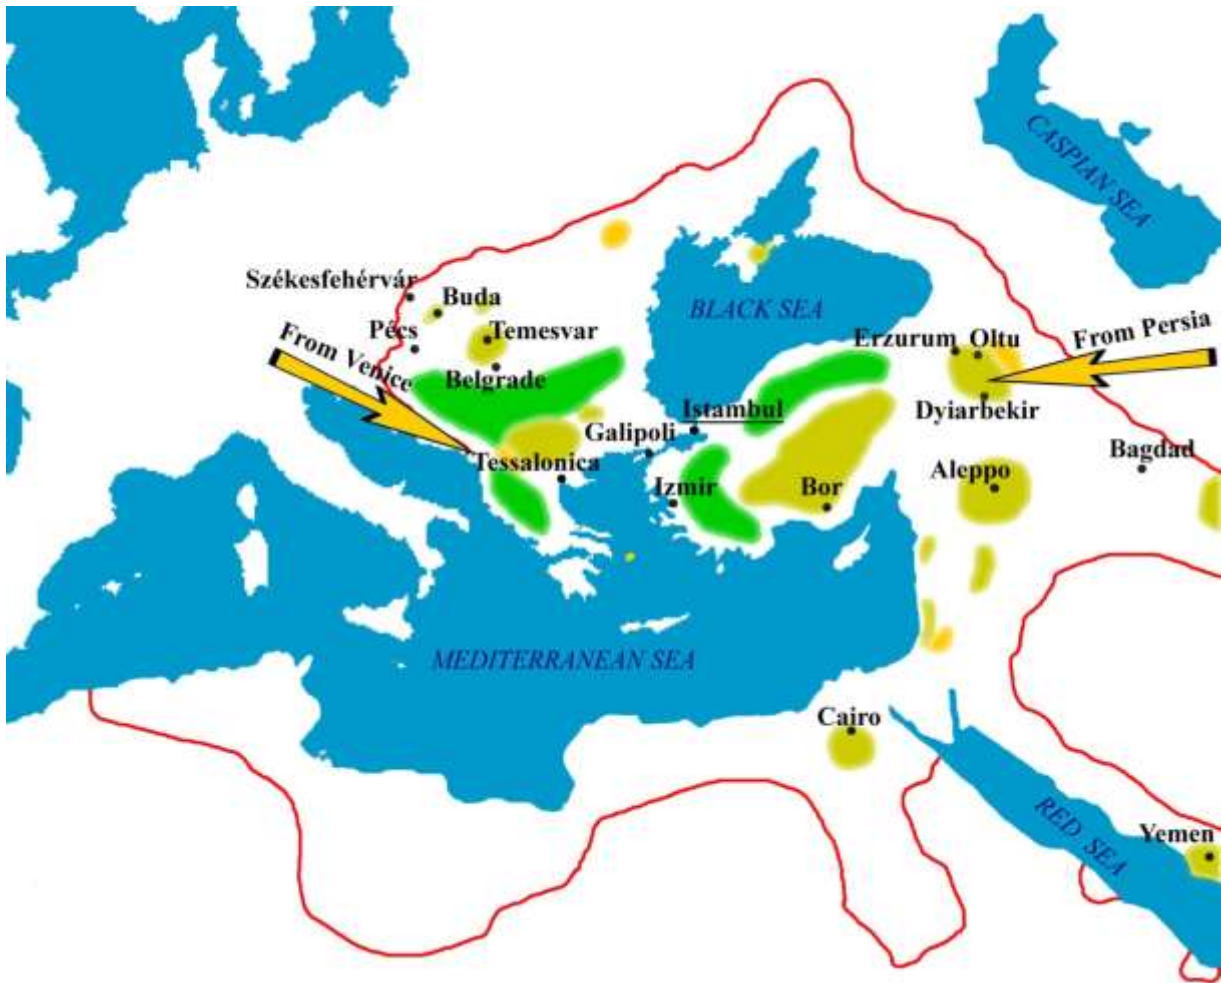 CASPIAN SEA
Székesfehérvár
Buda
BLACK SEA
Pécs
Temesvar
From Venice
Erzurum
Oltu
From Persia
Belgrade
Istambul
Dyiarbekir
Galipoli
Bagdad
Tessalonica
Aleppo
Izmir
Bor
MEDITERRANEAN SEA
Cairo
RED SEA
Yemen